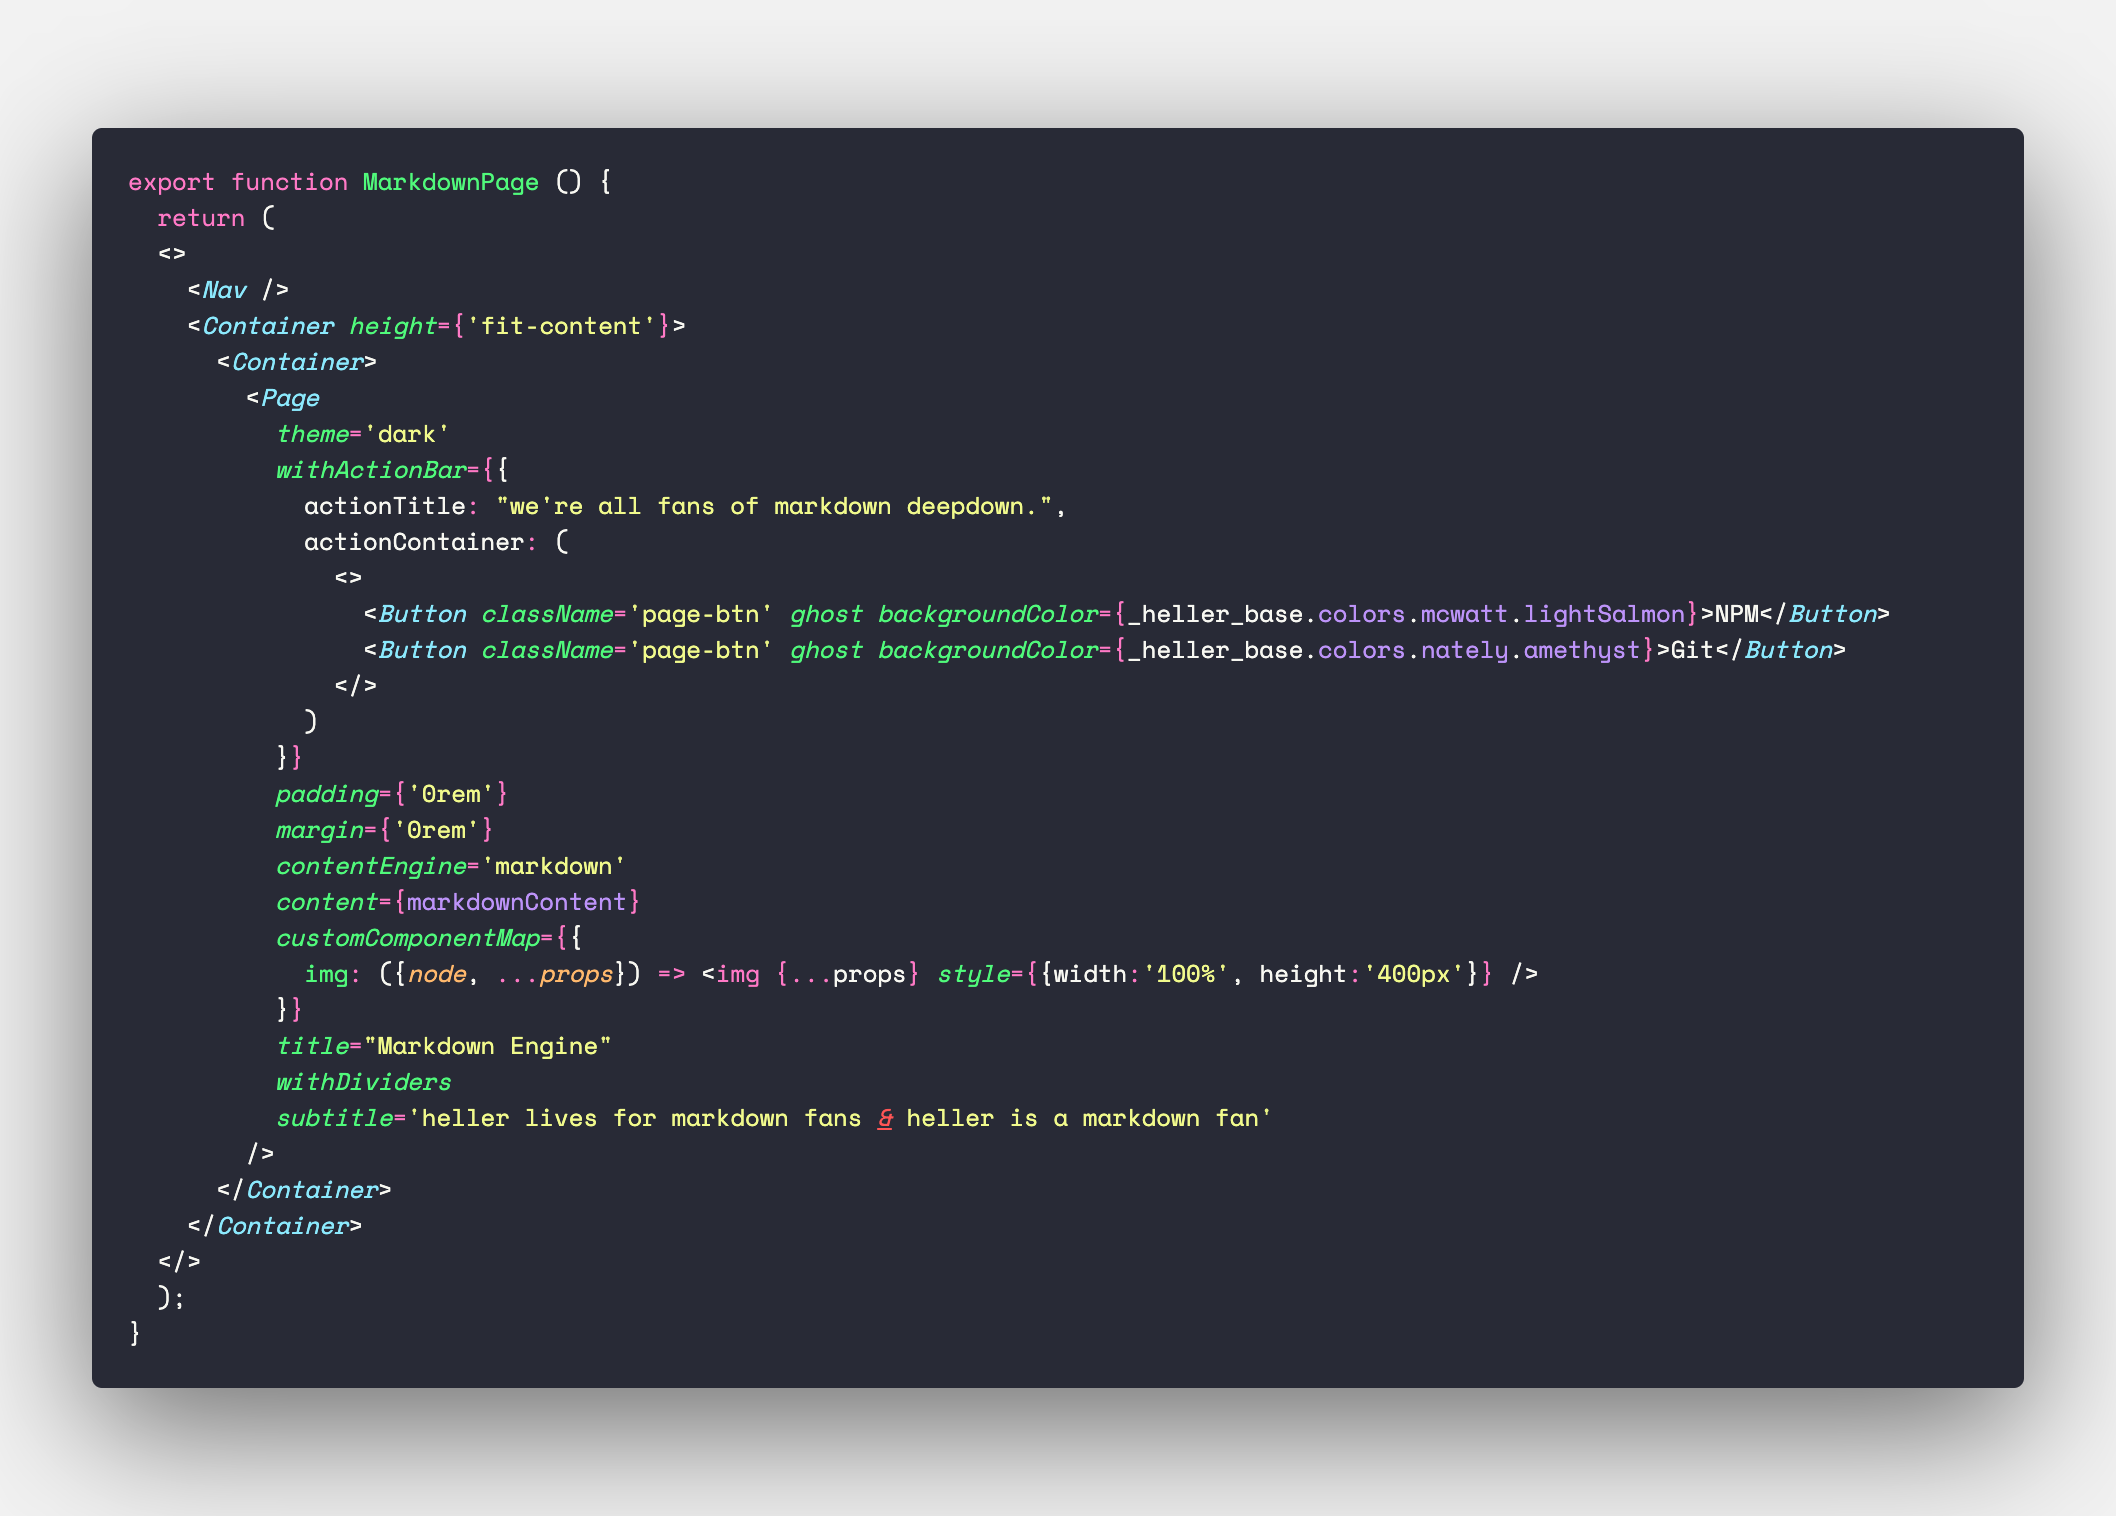 export function MarkdownPage () {
  return (
  <>
    <Nav />
    <Container height={'fit-content'}>
      <Container>
        <Page
          theme='dark'
          withActionBar={{
            actionTitle: "we're all fans of markdown deepdown.",
            actionContainer: (
              <>
                <Button className='page-btn' ghost backgroundColor={_heller_base.colors.mcwatt.lightSalmon}>NPM</Button>
                <Button className='page-btn' ghost backgroundColor={_heller_base.colors.nately.amethyst}>Git</Button>
              </>
            )
          }}
          padding={'0rem'}
          margin={'0rem'}
          contentEngine='markdown'
          content={markdownContent}
          customComponentMap={{
            img: ({node, ...props}) => <img {...props} style={{width:'100%', height:'400px'}} />
          }}
          title="Markdown Engine"
          withDividers
          subtitle='heller lives for markdown fans & heller is a markdown fan'
        />
      </Container>
    </Container>
  </>
  );
}